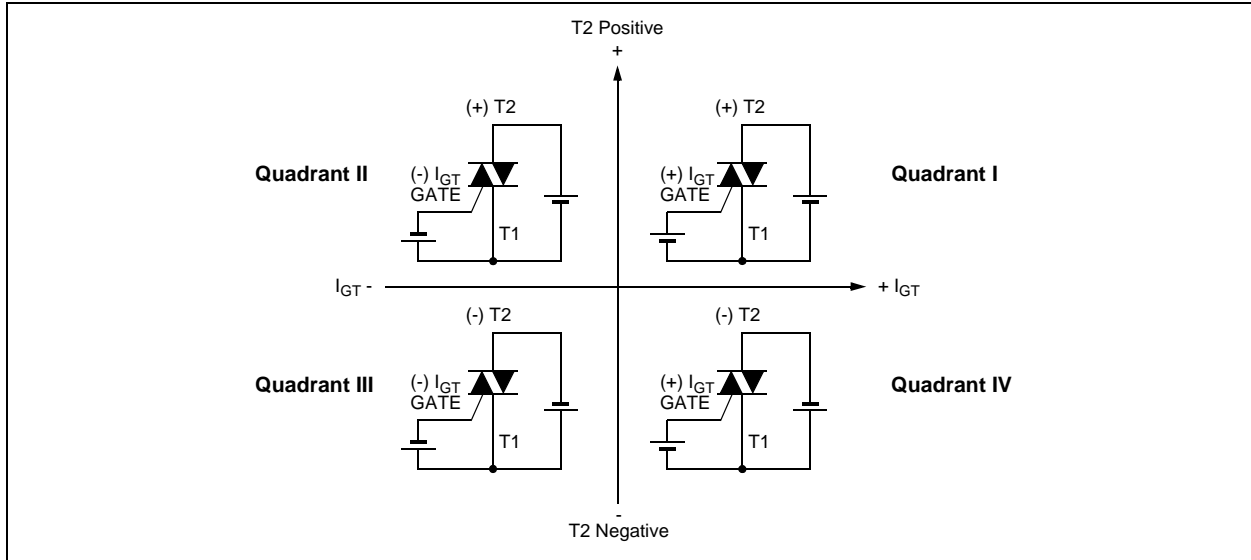 T2 Positive
+
(+) T2
(+) T2
Quadrant II
(-) IGT
GATE
T1
(+) IGT
GATE
T1
Quadrant I
IGT -
+ IGT
(-) T2
(-) T2
Quadrant III
(-) IGT
GATE
T1
(+) IGT
GATE
T1
Quadrant IV
-
T2 Negative